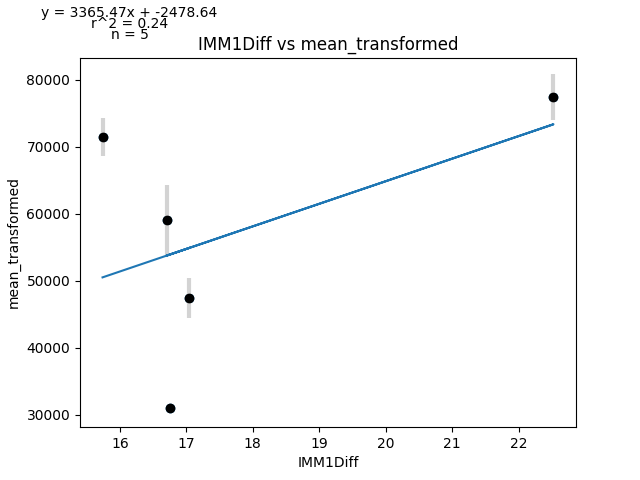 y = 3365.47x + -2478.64
r^2 = 0.24
n = 5
IMM1Diff vs mean_transformed
80000
70000
60000
50000
40000
30000
mean_transformed
16 17 18 19 20 21 22
IMM1Diff